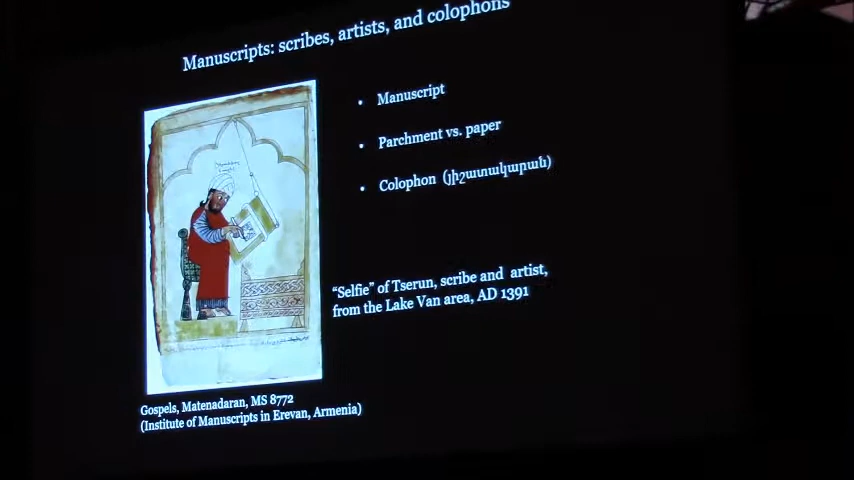 Manuscripts: scribes, artists, and colophons
Manuscript
Parchment vs. paper
Colophon (յիշատակարան)
“Selfie” of Tserun, scribe and artist,
from the Lake Van area, AD 1391
Gospels, Matenadaran, MS 8772
(Institute of Manuscripts in Erevan, Armenia)